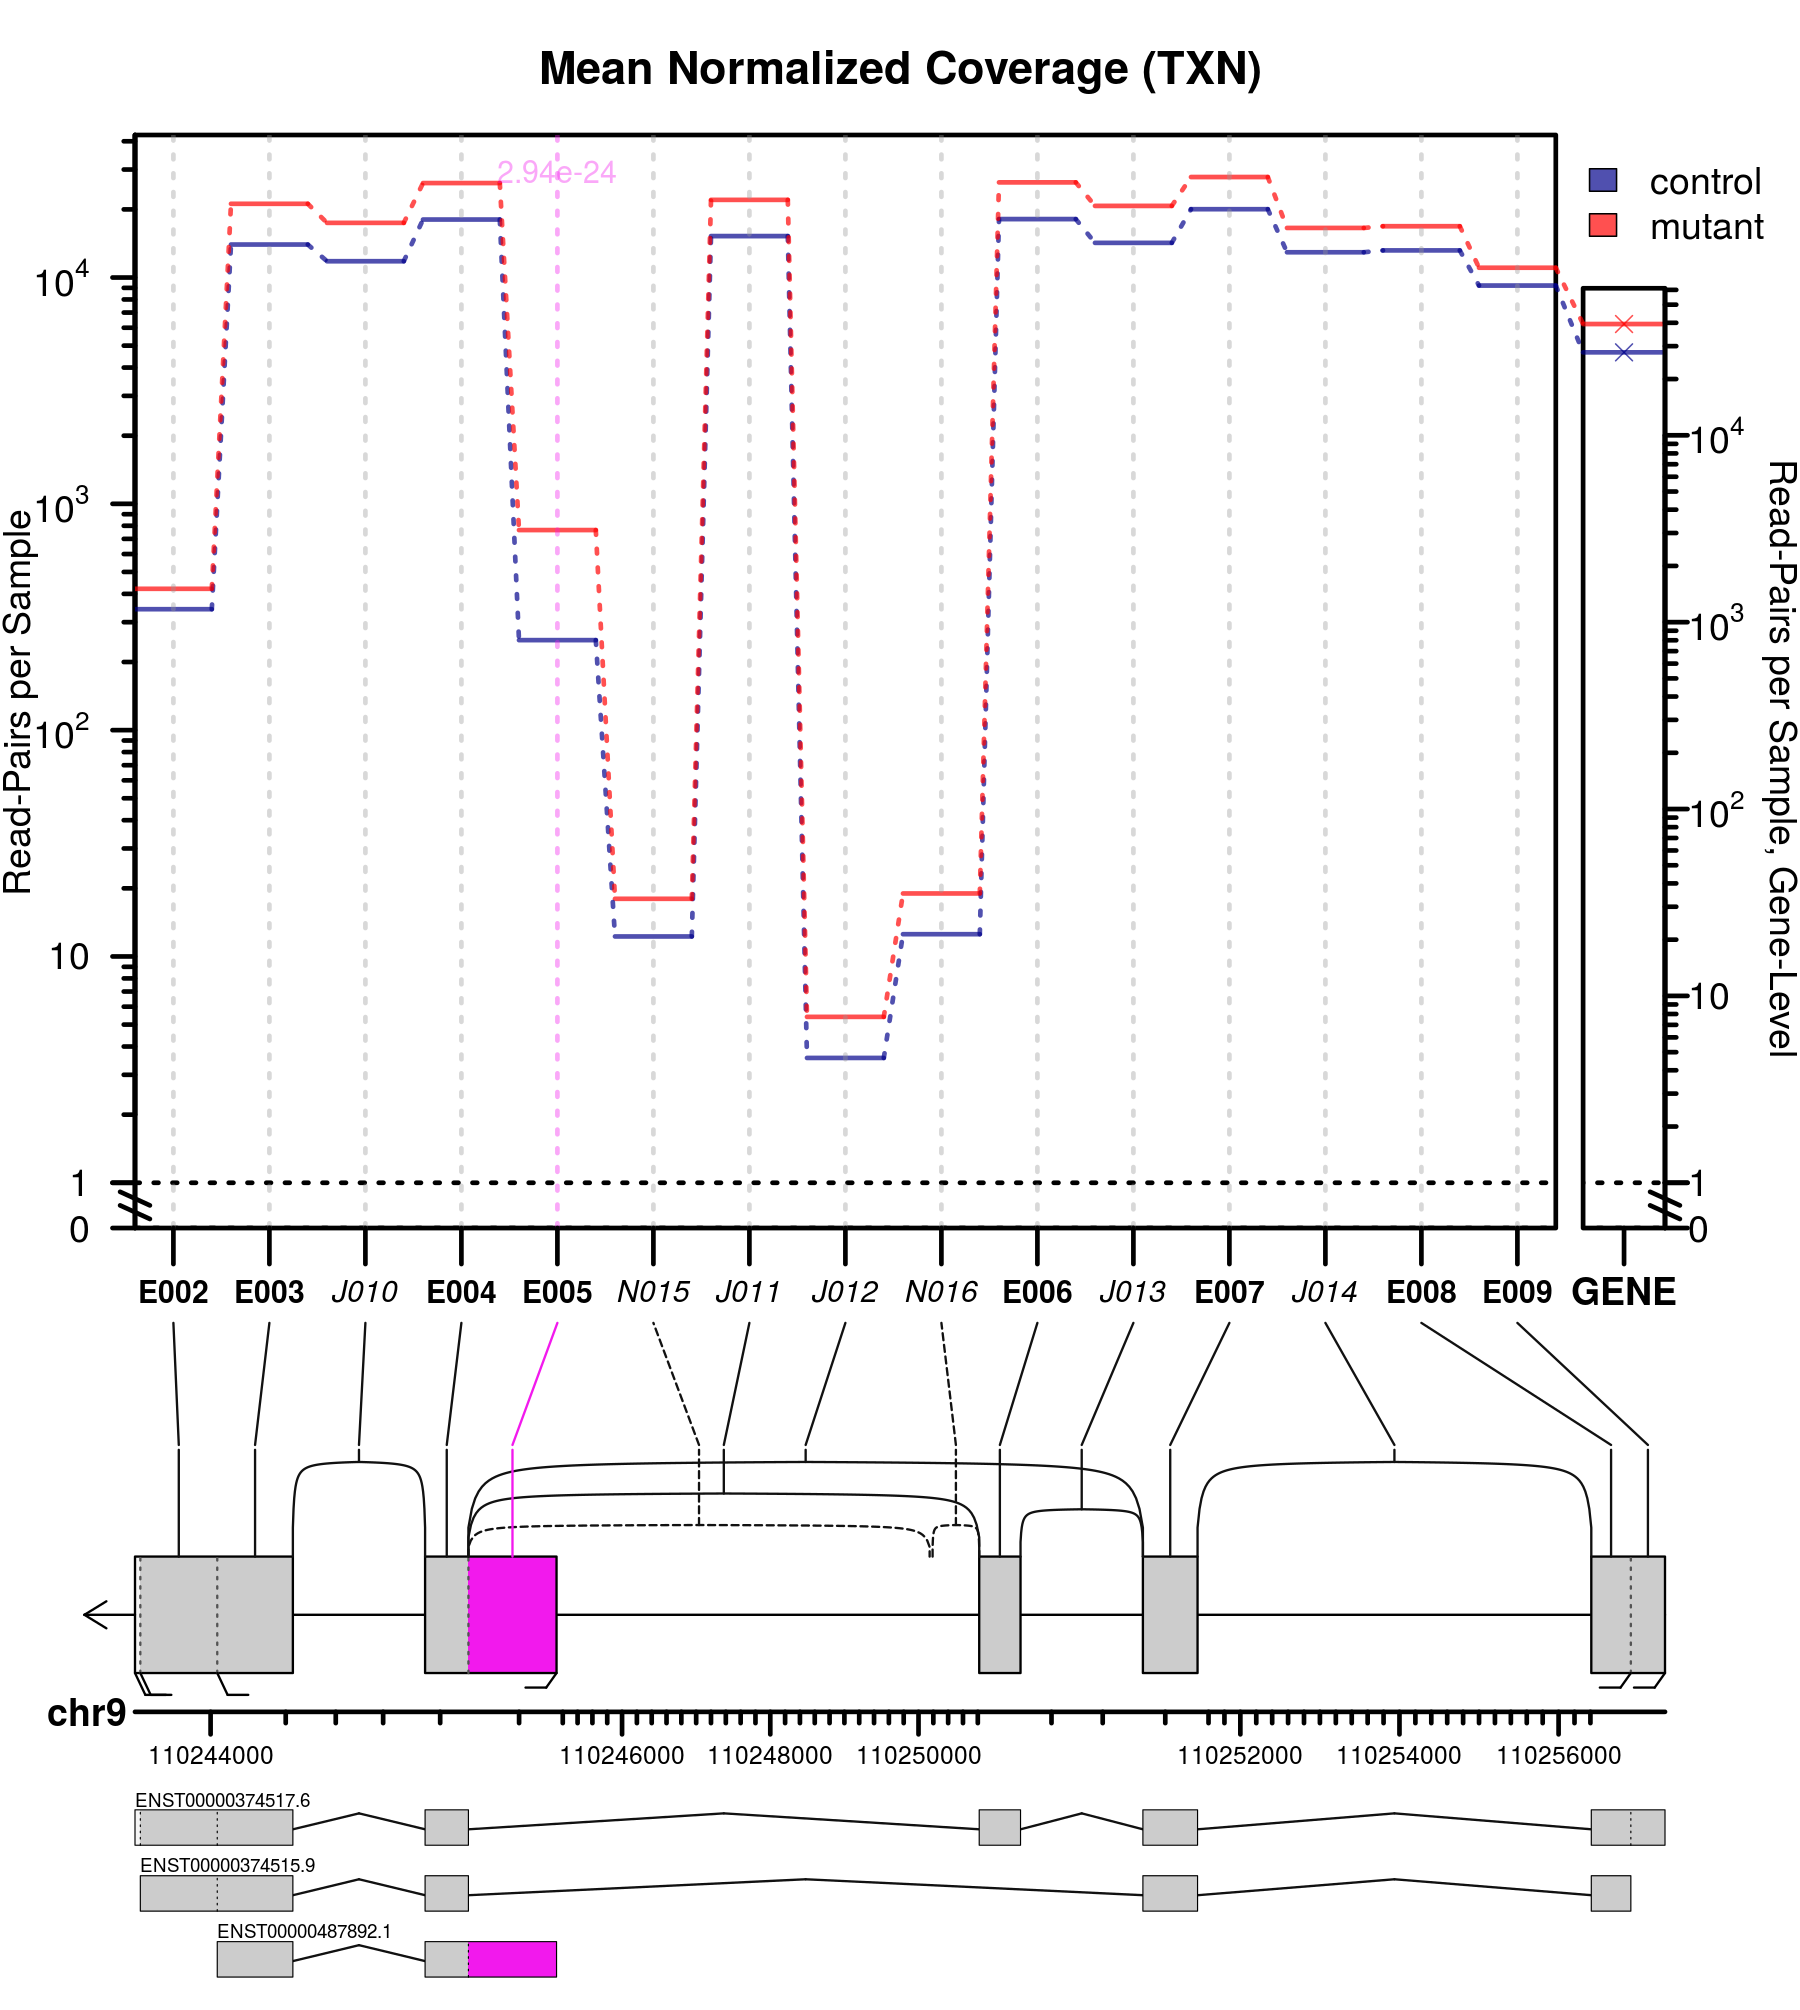 Mean Normalized Coverage (TXN)
2.94e-24
control
mutant
Read-Pairs per Sample
10^4
10^3
10^2
10
1
0
Read-Pairs per Sample, Gene-Level
10^4
10^3
10^2
10
1
0
E002 E003 J010 E004 E005 N015 J011 J012 N016 E006 J013 E007 J014 E008 E009 GENE
chr9
110244000 110246000 110248000 110250000 110252000 110254000 110256000
ENST00000374517.6
ENST00000374515.9
ENST00000487892.1